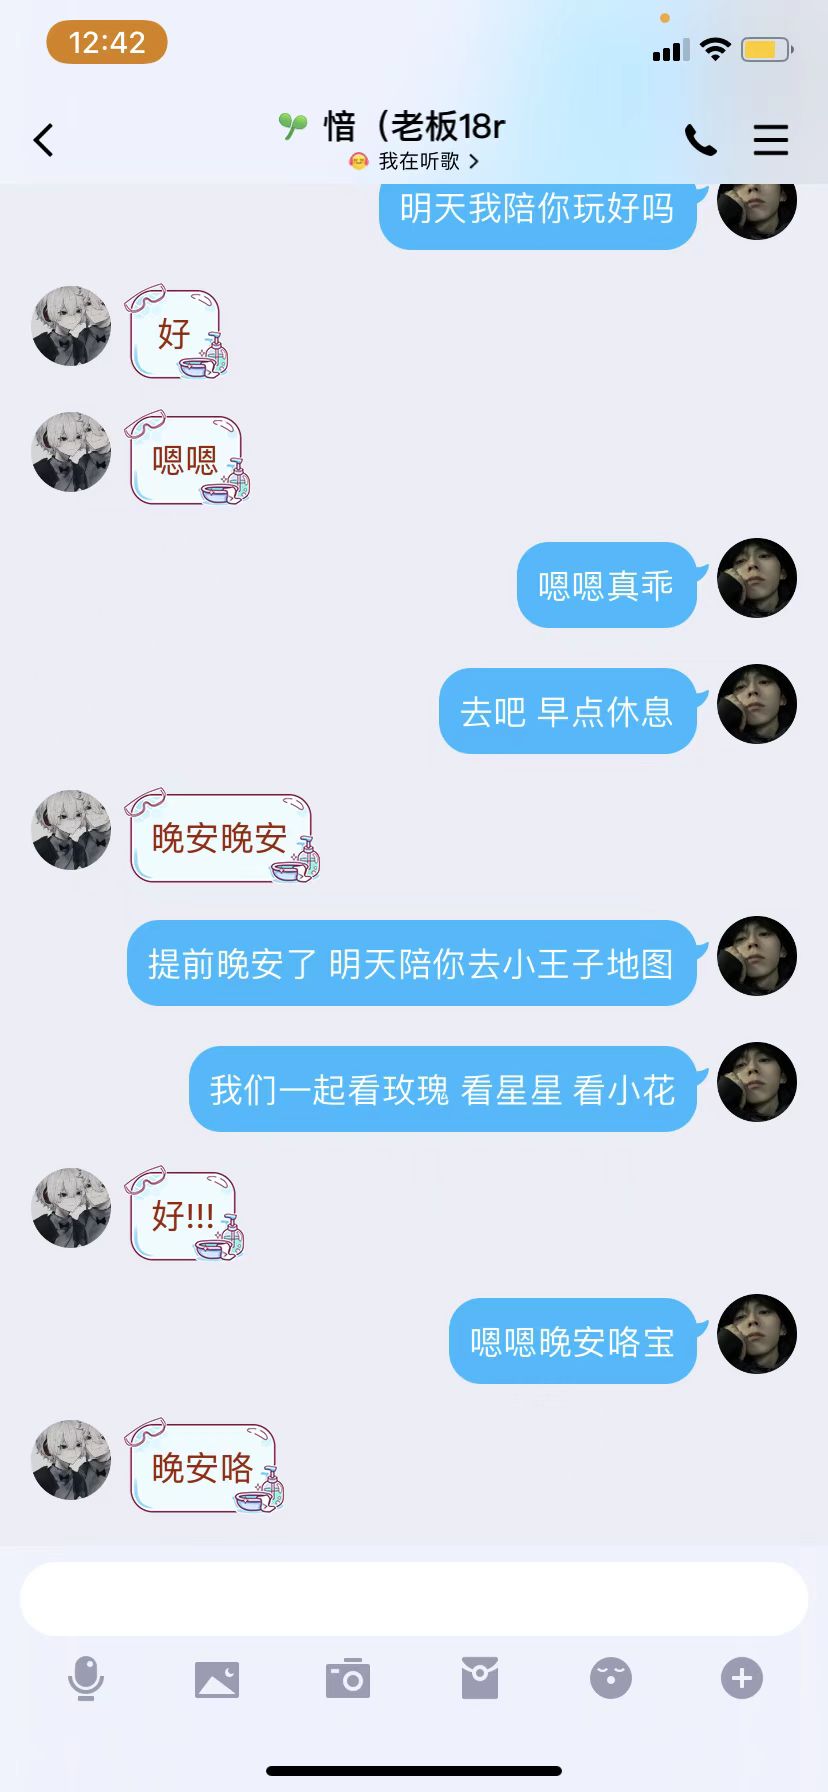 12:42
愔（老板18r
我在听歌
明天我陪你玩好吗
好
嗯嗯
嗯嗯真乖
去吧 早点休息
晚安晚安
提前晚安了 明天陪你去小王子地图
我们一起看玫瑰 看星星 看小花
好!!!
嗯嗯晚安咯宝
晚安咯